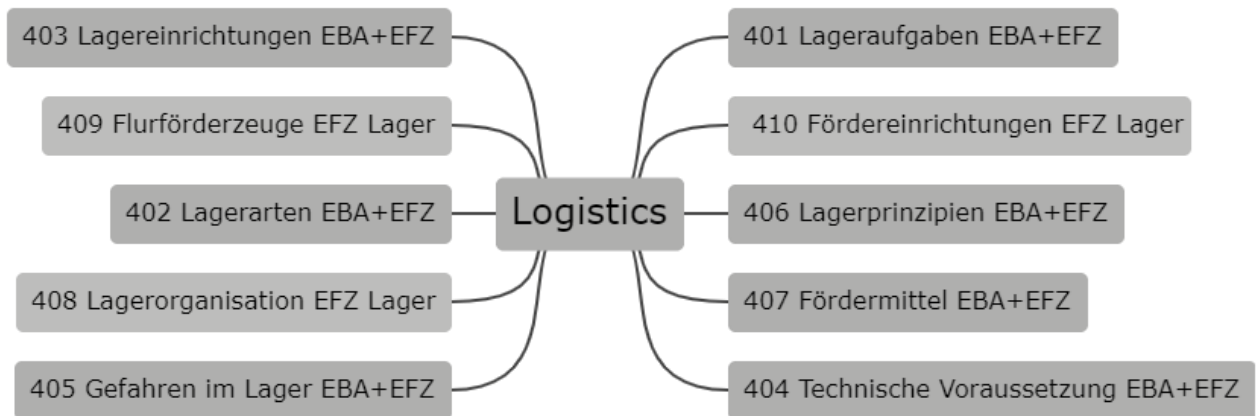 403 Lagereinrichtungen EBA+EFZ
401 Lageraufgaben EBA+EFZ
409 Flurförderzeuge EFZ Lager
410 Fördereinrichtungen EFZ Lager
402 Lagerarten EBA+EFZ
Logistics
406 Lagerprinzipien EBA+EFZ
408 Lagerorganisation EFZ Lager
407 Fördermittel EBA+EFZ
405 Gefahren im Lager EBA+EFZ
404 Technische Voraussetzung EBA+EFZ